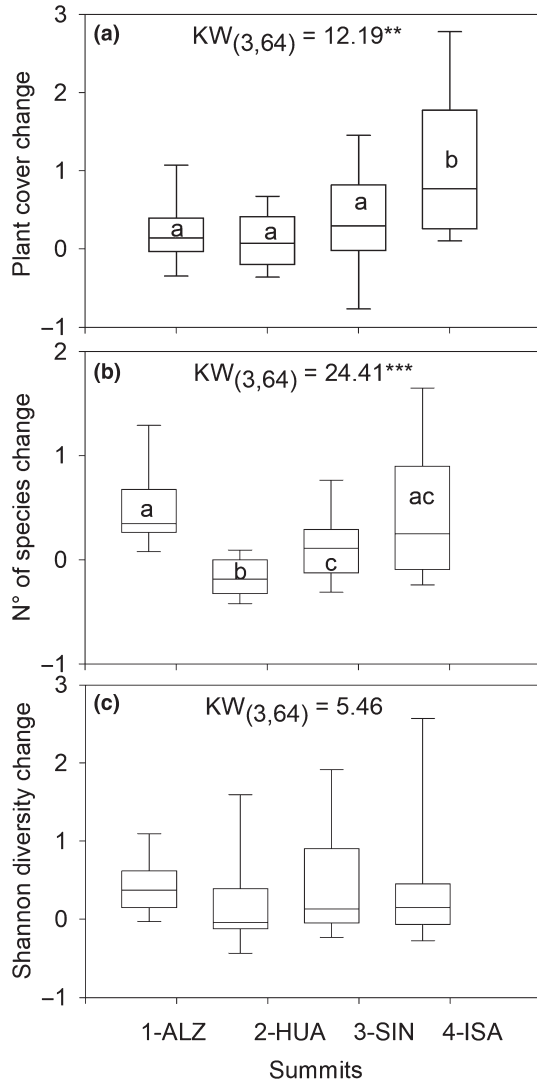 3
(a)
KW(3,64) = 12.19**
2
1
0
−1
Plant cover change
a
a
a
b
2
(b)
KW(3,64) = 24.41***
1
0
−1
N° of species change
a
b
c
ac
3
(c)
KW(3,64) = 5.46
2
1
0
−1
Shannon diversity change
1-ALZ 2-HUA 3-SIN 4-ISA
Summits